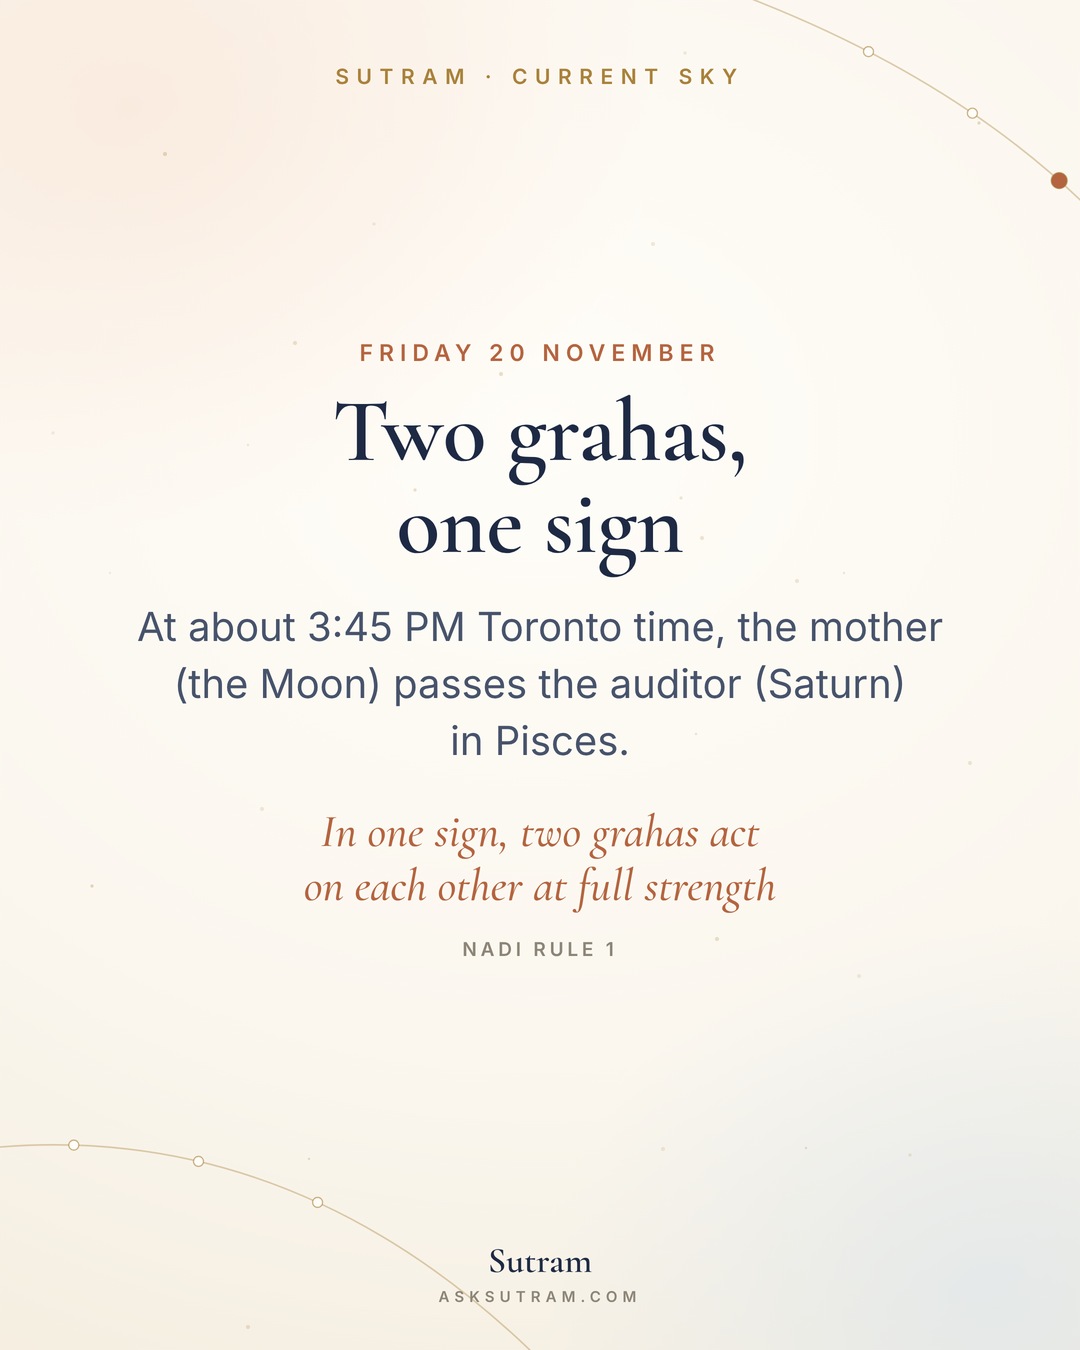 SUTRAM · CURRENT SKY
FRIDAY 20 NOVEMBER
Two grahas,
one sign
At about 3:45 PM Toronto time, the mother
(the Moon) passes the auditor (Saturn)
in Pisces.
In one sign, two grahas act
on each other at full strength
NADI RULE 1
Sutram
ASKSUTRAM.COM